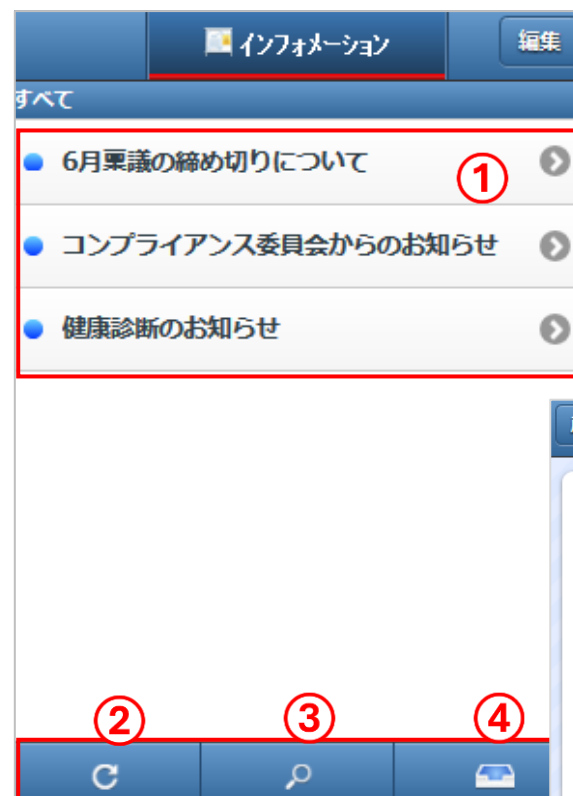 インフォメーション
編集
すべて
6月稟議の締め切りについて
①
コンプライアンス委員会からのお知らせ
健康診断のお知らせ
② ③ ④